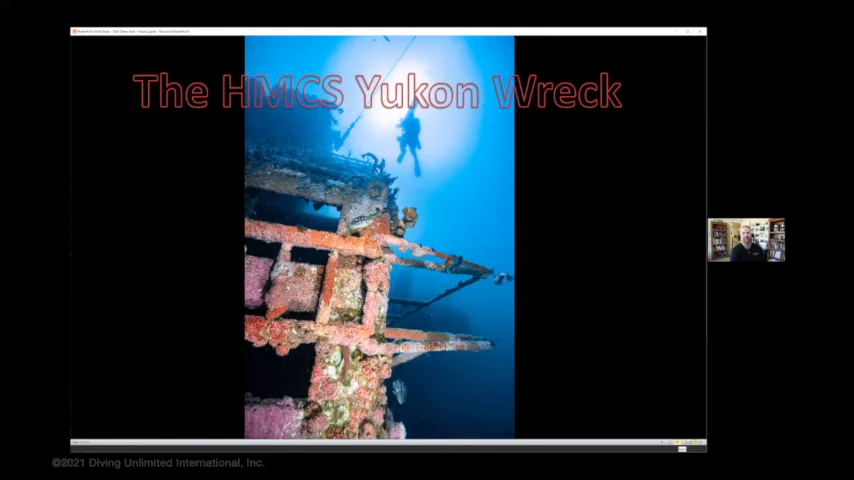 The HMCS Yukon Wreck
©2021 Diving Unlimited International, Inc.